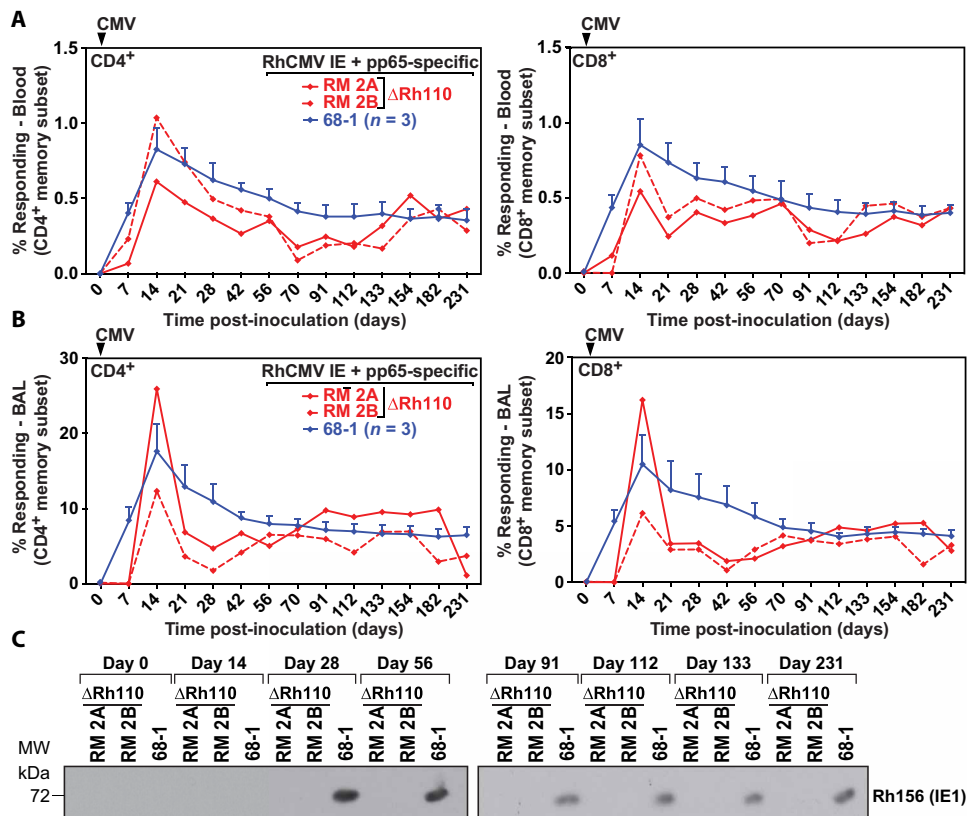 A
CMV
% Responding - Blood
(CD4+ memory subset)
1.5
1.0
0.5
0.0
CD4+
RhCMV IE + pp65-specific
RM 2A
RM 2B
ΔRh110
68-1 (n = 3)
0 7 14 21 28 42 56 70 91 112 133 154 182 231
Time post-inoculation (days)
CMV
% Responding - Blood
(CD8+ memory subset)
1.5
1.0
0.5
0.0
CD8+
0 7 14 21 28 42 56 70 91 112 133 154 182 231
Time post-inoculation (days)
B
CMV
% Responding - BAL
(CD4+ memory subset)
30
20
10
0
CD4+
RhCMV IE + pp65-specific
RM 2A
RM 2B
ΔRh110
68-1 (n = 3)
0 7 14 21 28 42 56 70 91 112 133 154 182 231
Time post-inoculation (days)
CMV
% Responding - BAL
(CD8+ memory subset)
20
15
10
5
0
CD8+
0 7 14 21 28 42 56 70 91 112 133 154 182 231
Time post-inoculation (days)
C
Day 0 Day 14 Day 28 Day 56 Day 91 Day 112 Day 133 Day 231
ΔRh110 ΔRh110 ΔRh110 ΔRh110 ΔRh110 ΔRh110 ΔRh110 ΔRh110
RM 2A RM 2B 68-1 RM 2A RM 2B 68-1 RM 2A RM 2B 68-1 RM 2A RM 2B 68-1 RM 2A RM 2B 68-1 RM 2A RM 2B 68-1 RM 2A RM 2B 68-1 RM 2A RM 2B 68-1
MW
kDa
72
Rh156 (IE1)